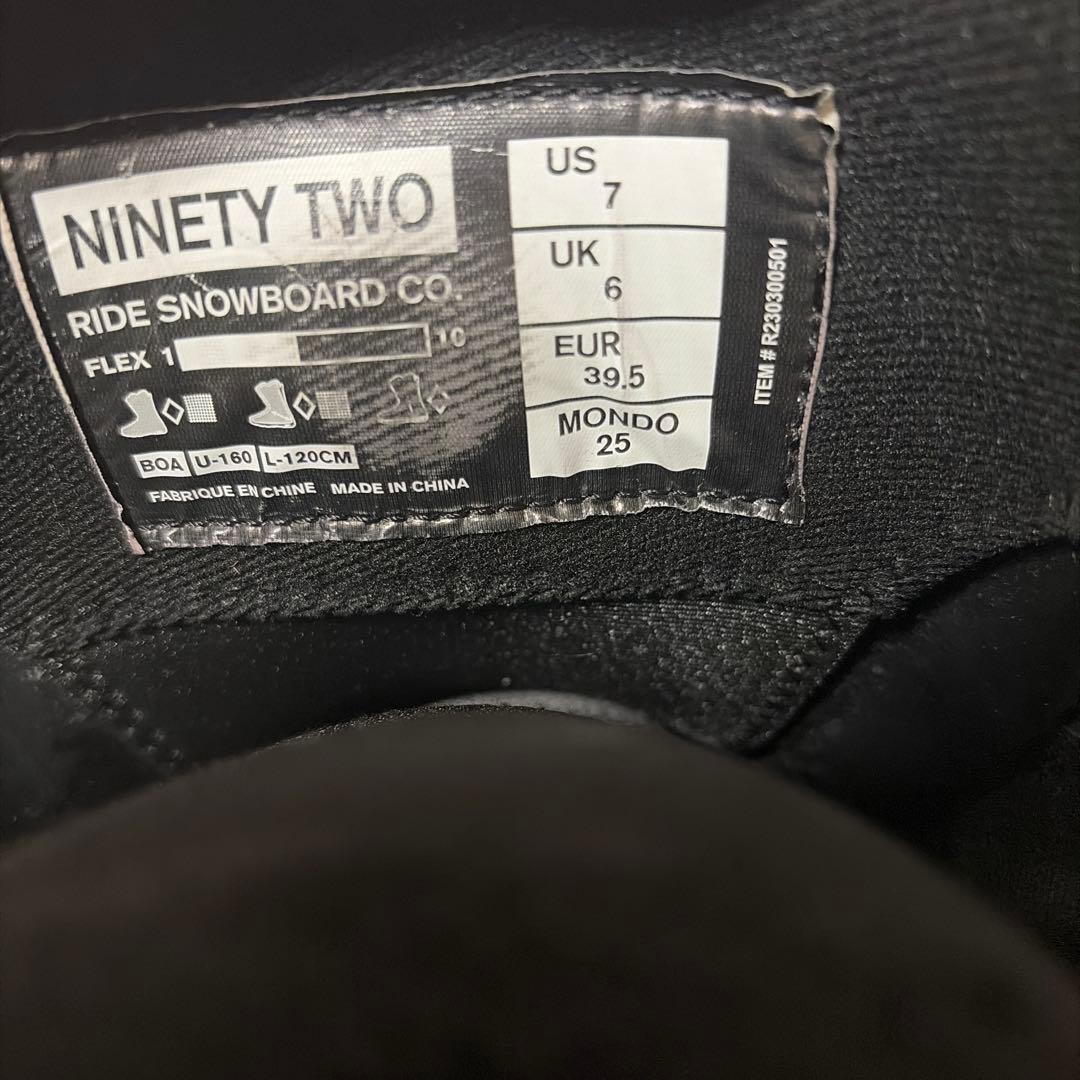 NINETY TWO
RIDE SNOWBOARD CO.
FLEX 1 10
BOA U-160 L-120CM
FABRIQUE EN CHINE MADE IN CHINA
US
7
UK
6
EUR
39.5
MONDO
25
ITEM # R230300501